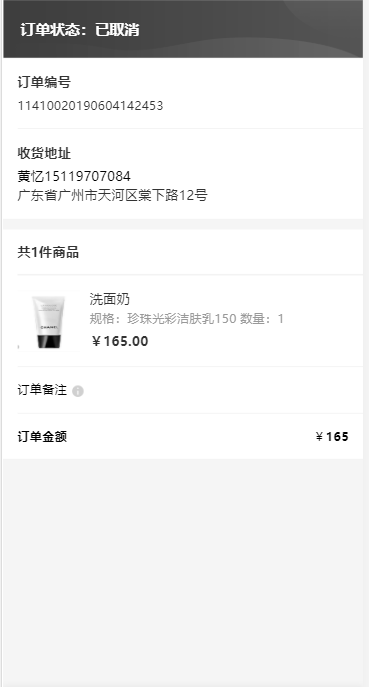 订单状态：已取消
订单编号
11410020190604142453
收货地址
黄忆15119707084
广东省广州市天河区棠下路12号
共1件商品
洗面奶
规格：珍珠光彩洁肤乳150 数量：1
￥165.00
订单备注
订单金额
￥165